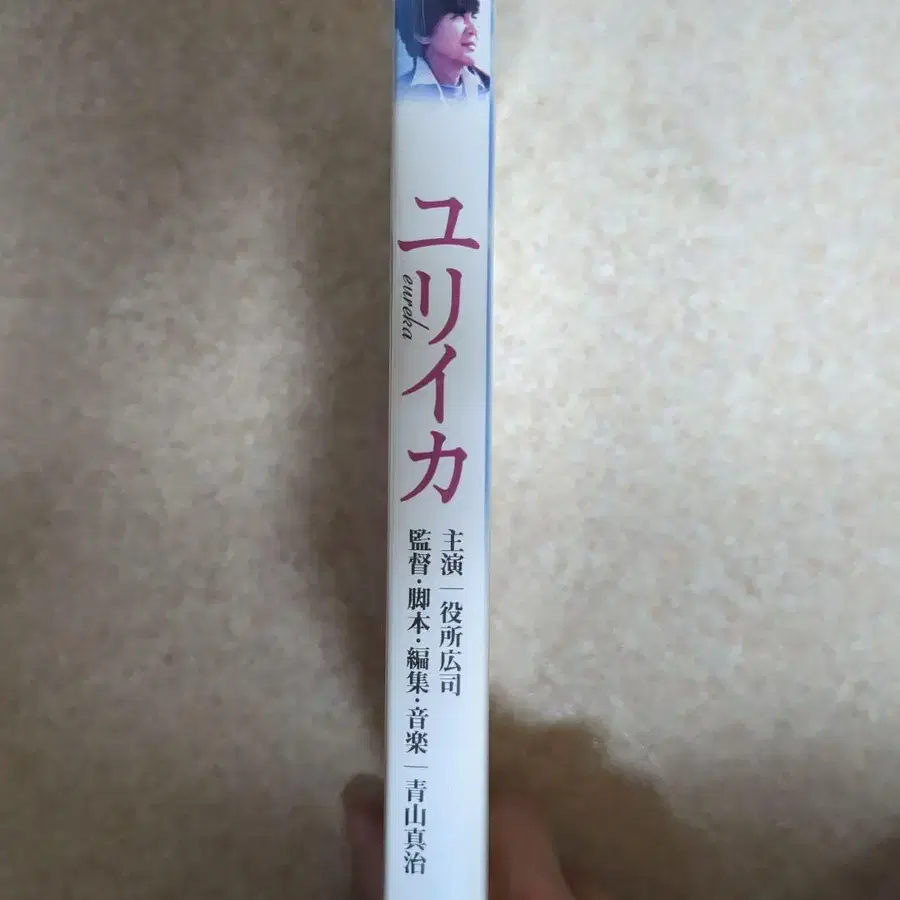 ユリイカ
eureka
主演｜役所広司
監督・脚本・編集・音楽｜青山真治